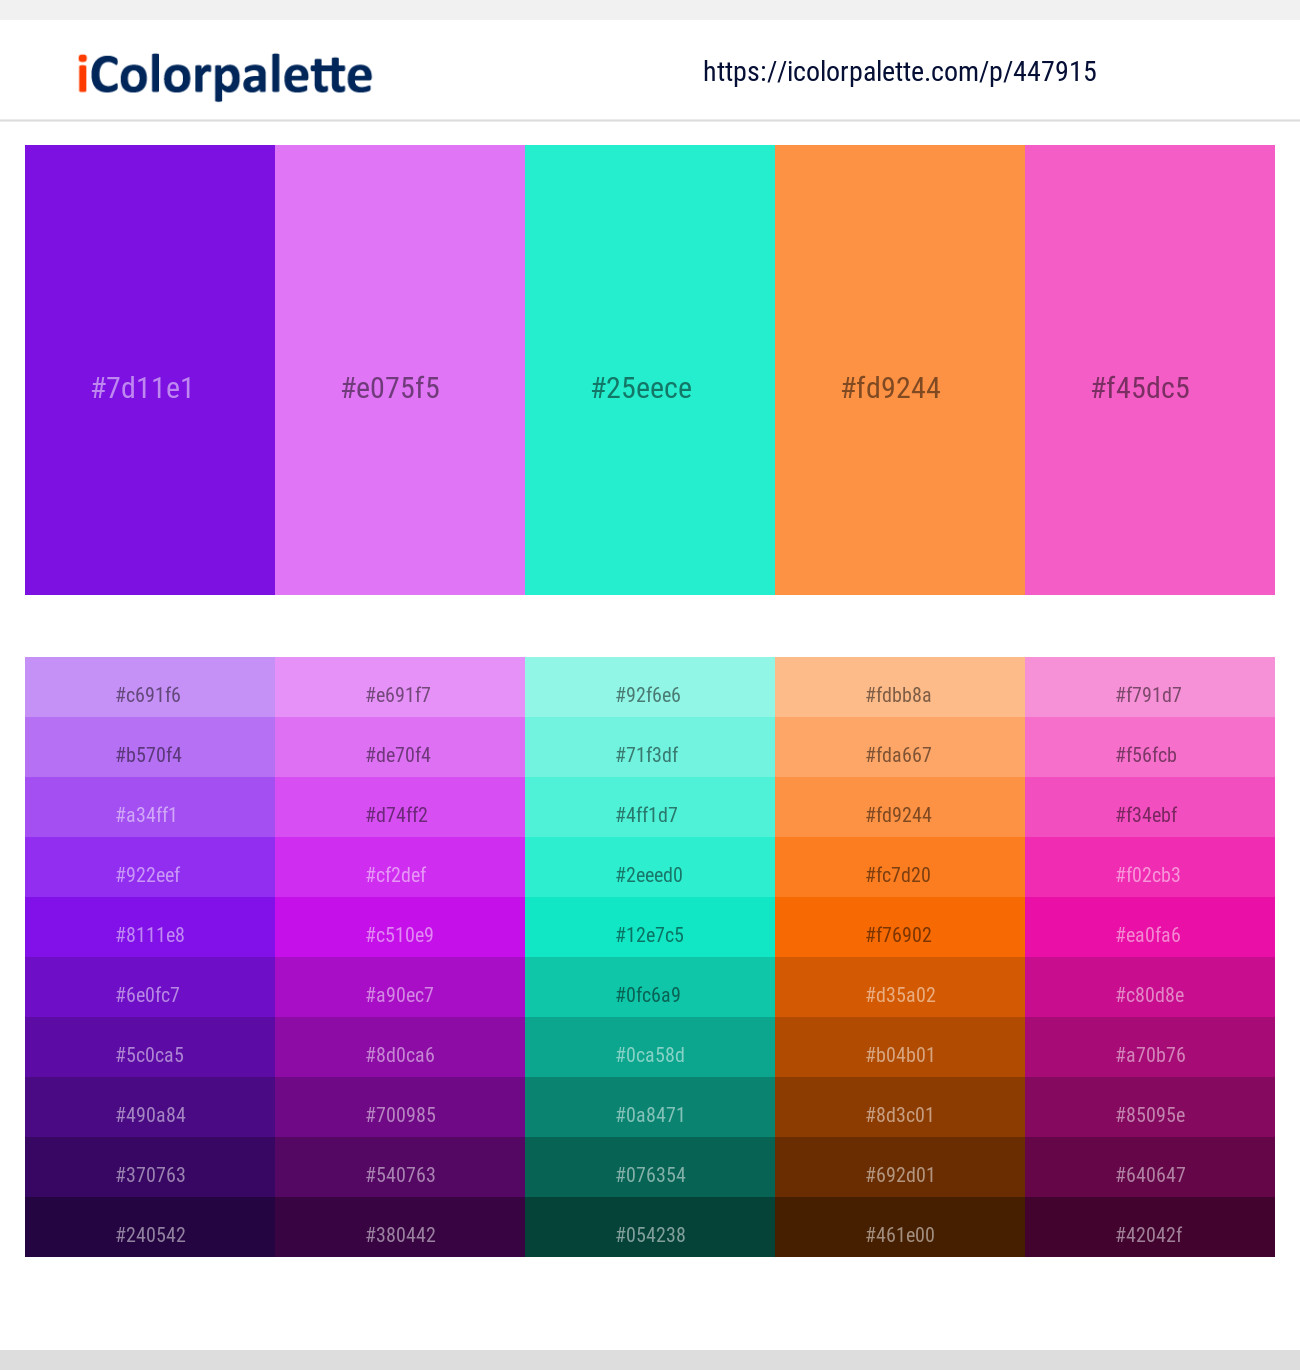 iColorpalette
https://icolorpalette.com/p/447915
#7d11e1 #e075f5 #25eece #fd9244 #f45dc5
#c691f6 #e691f7 #92f6e6 #fdbb8a #f791d7
#b570f4 #de70f4 #71f3df #fda667 #f56fcb
#a34ff1 #d74ff2 #4ff1d7 #fd9244 #f34ebf
#922eef #cf2def #2eeed0 #fc7d20 #f02cb3
#8111e8 #c510e9 #12e7c5 #f76902 #ea0fa6
#6e0fc7 #a90ec7 #0fc6a9 #d35a02 #c80d8e
#5c0ca5 #8d0ca6 #0ca58d #b04b01 #a70b76
#490a84 #700985 #0a8471 #8d3c01 #85095e
#370763 #540763 #076354 #692d01 #640647
#240542 #380442 #054238 #461e00 #42042f